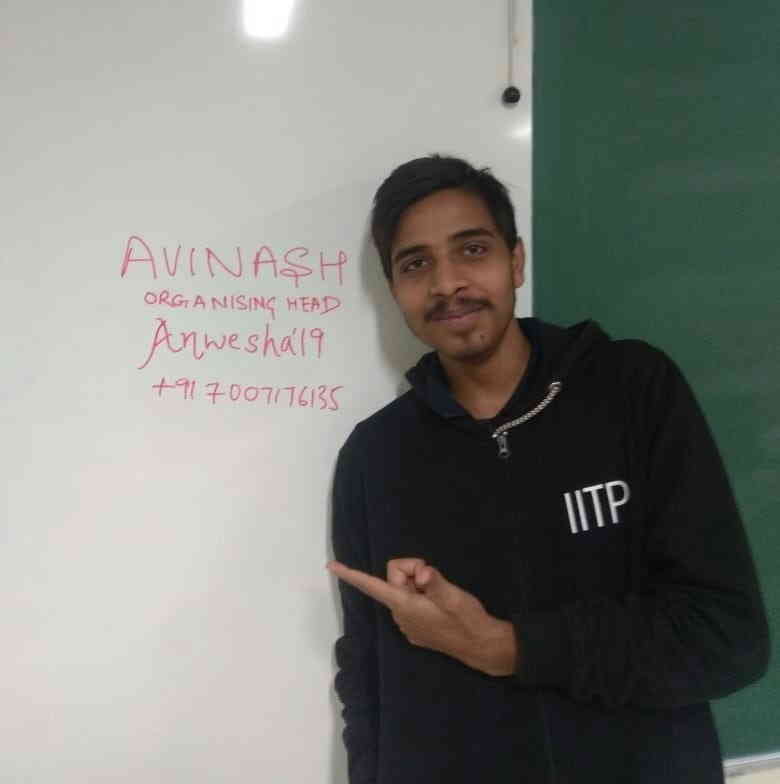 AVINASH
ORGANISING HEAD
Anwesha'19
+91 7007176135
IITP